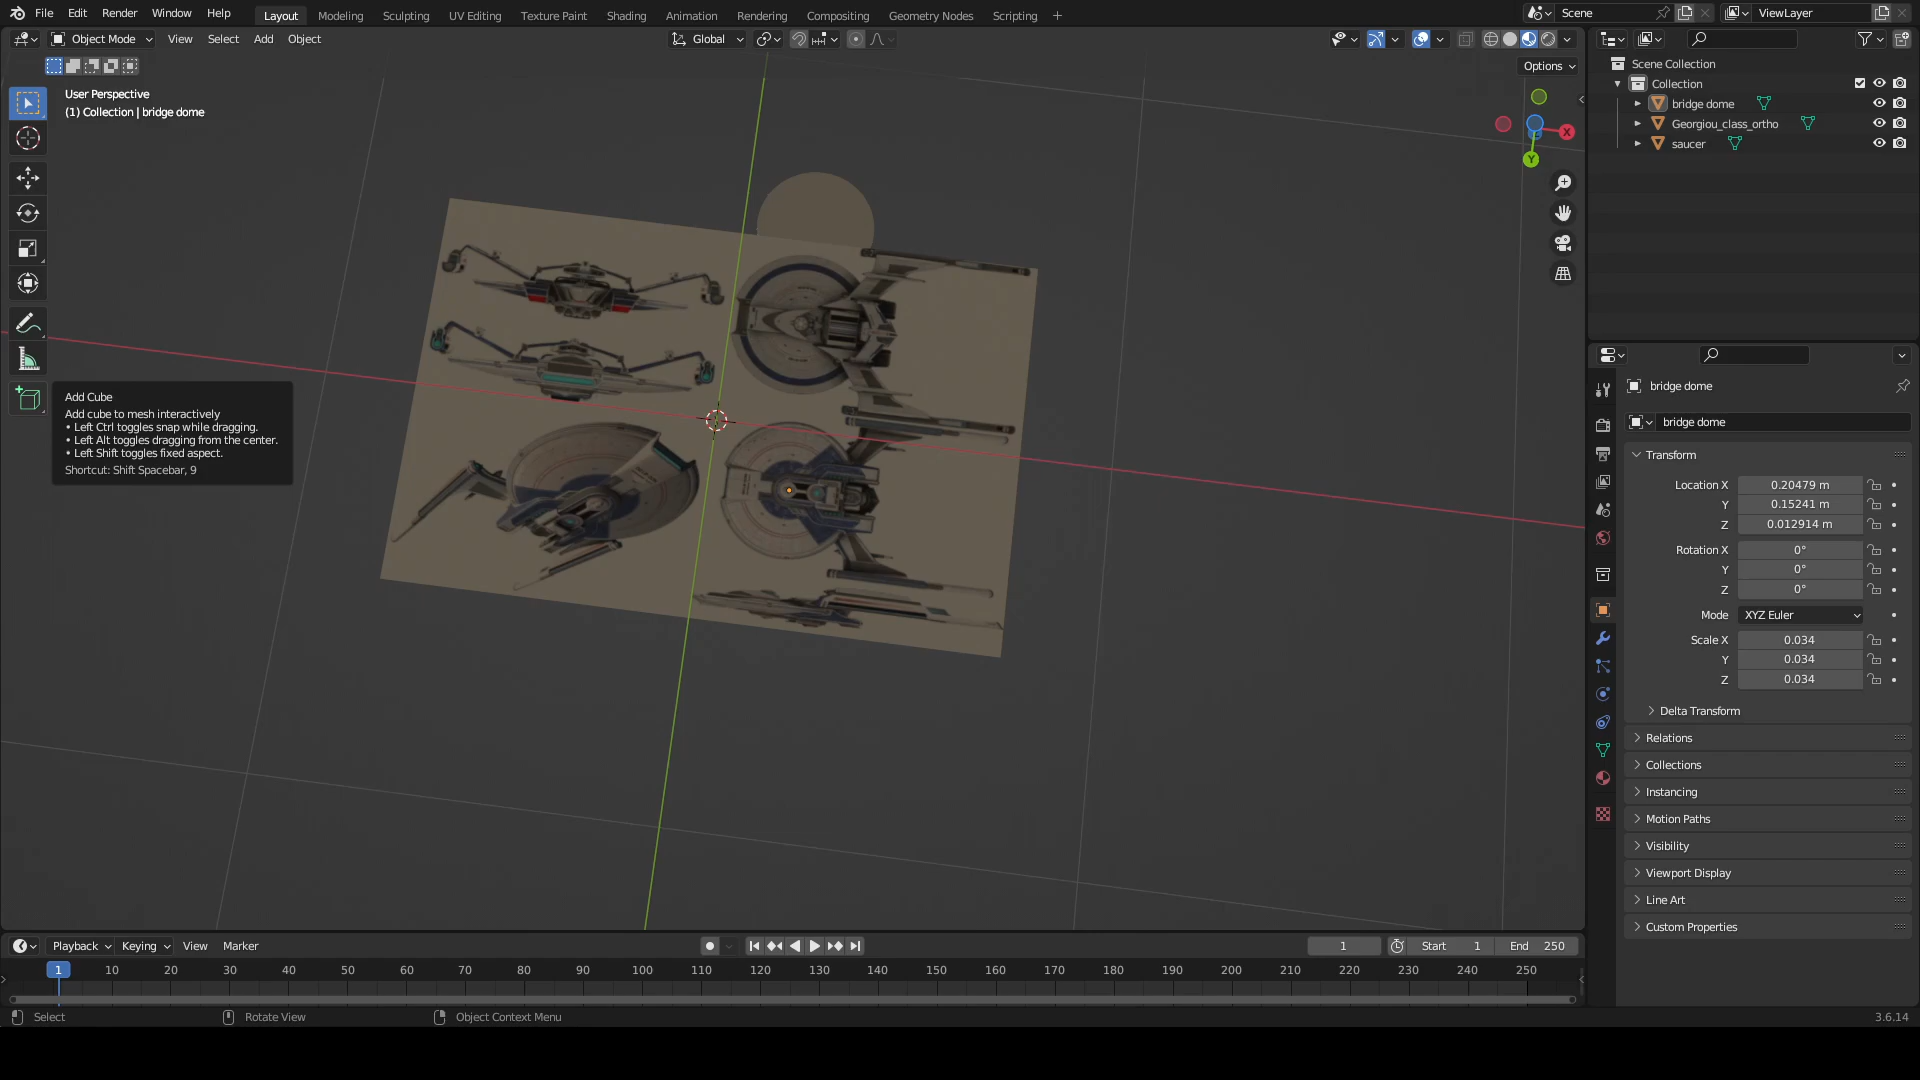 File Edit Render Window Help Layout Modeling Sculpting UV Editing Texture Paint Shading Animation Rendering Compositing Geometry Nodes Scripting + Scene ViewLayer
Object Mode View Select Add Object Global
Options
User Perspective
(1) Collection | bridge dome
X
Y
Add Cube
Add cube to mesh interactively
• Left Ctrl toggles snap while dragging.
• Left Alt toggles dragging from the center.
• Left Shift toggles fixed aspect.
Shortcut: Shift Spacebar, 9
Scene Collection
Collection
bridge dome
Georgiou_class_ortho
saucer
bridge dome
bridge dome
Transform
Location X 0.20479 m
Y 0.15241 m
Z 0.012914 m
Rotation X 0°
Y 0°
Z 0°
Mode XYZ Euler
Scale X 0.034
Y 0.034
Z 0.034
Delta Transform
Relations
Collections
Instancing
Motion Paths
Visibility
Viewport Display
Line Art
Custom Properties
Playback Keying View Marker 1 Start 1 End 250
1 10 20 30 40 50 60 70 80 90 100 110 120 130 140 150 160 170 180 190 200 210 220 230 240 250
Select Rotate View Object Context Menu 3.6.14